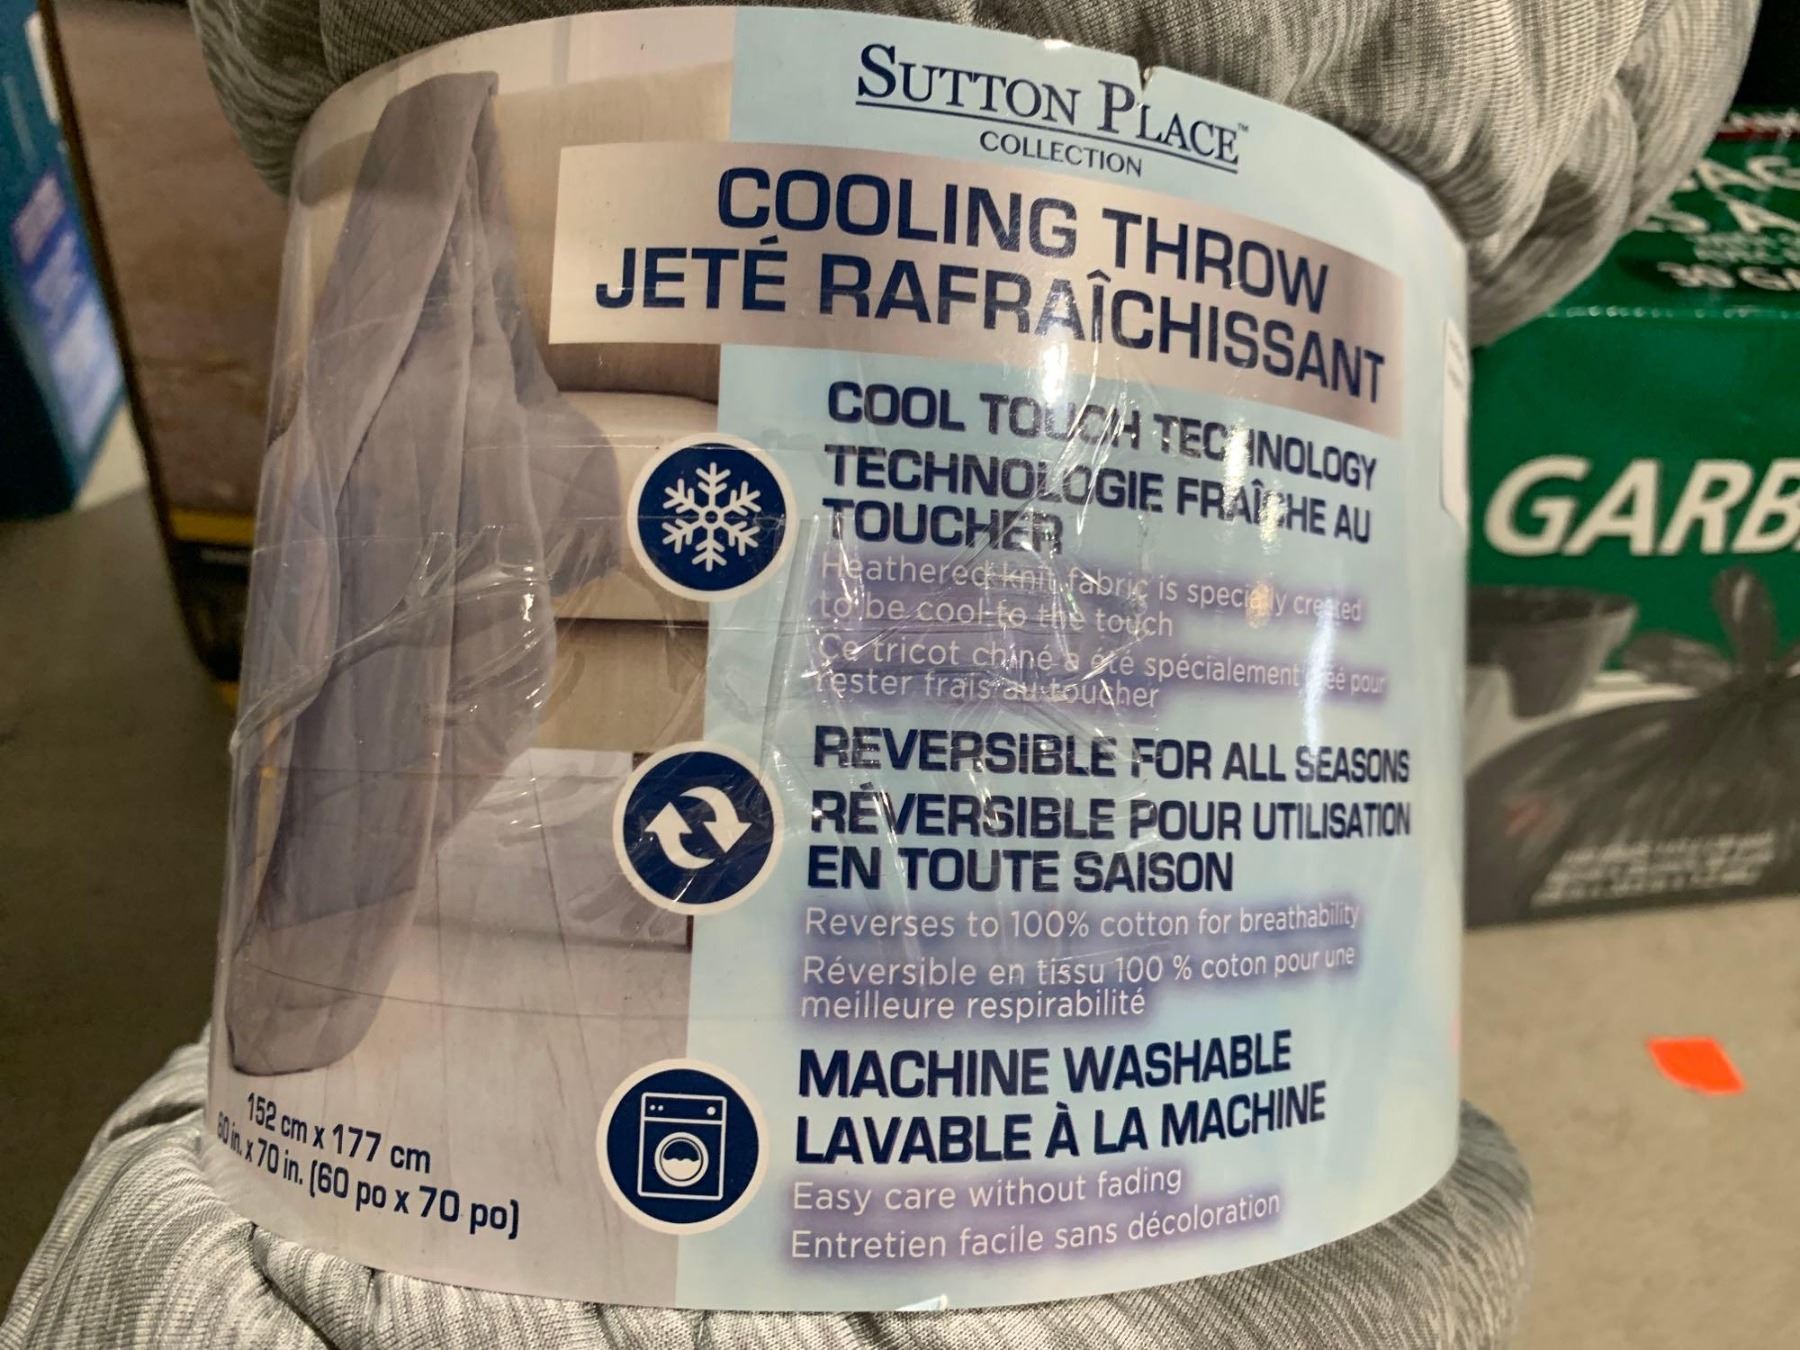 SUTTON PLACE™
COLLECTION
COOLING THROW
JETÉ RAFRAÎCHISSANT
COOL TOUCH TECHNOLOGY
TECHNOLOGIE FRAÎCHE AU
TOUCHER
Heathered knit fabric is specially created
to be cool to the touch
Ce tricot chiné a été spécialement créé pour
rester frais au toucher
REVERSIBLE FOR ALL SEASONS
RÉVERSIBLE POUR UTILISATION
EN TOUTE SAISON
Reverses to 100% cotton for breathability
Réversible en tissu 100 % coton pour une
meilleure respirabilité
MACHINE WASHABLE
LAVABLE À LA MACHINE
Easy care without fading
Entretien facile sans décoloration
152 cm x 177 cm
60 in. x 70 in. (60 po x 70 po)
GARB